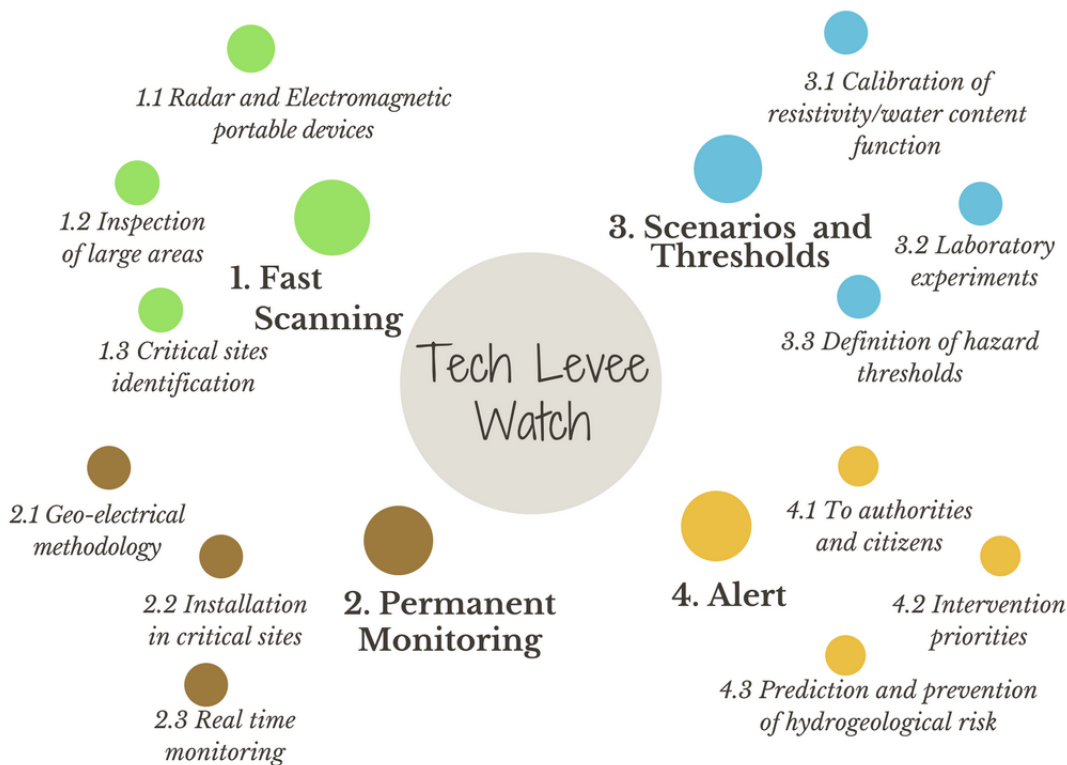 1.1 Radar and Electromagnetic
portable devices
1.2 Inspection
of large areas
1. Fast
Scanning
1.3 Critical sites
identification
Tech Levee
Watch
2.1 Geo-electrical
methodology
2.2 Installation
in critical sites
2. Permanent
Monitoring
2.3 Real time
monitoring
3.1 Calibration of
resistivity/water content
function
3. Scenarios and
Thresholds
3.2 Laboratory
experiments
3.3 Definition of hazard
thresholds
4.1 To authorities
and citizens
4. Alert
4.2 Intervention
priorities
4.3 Prediction and prevention
of hydrogeological risk